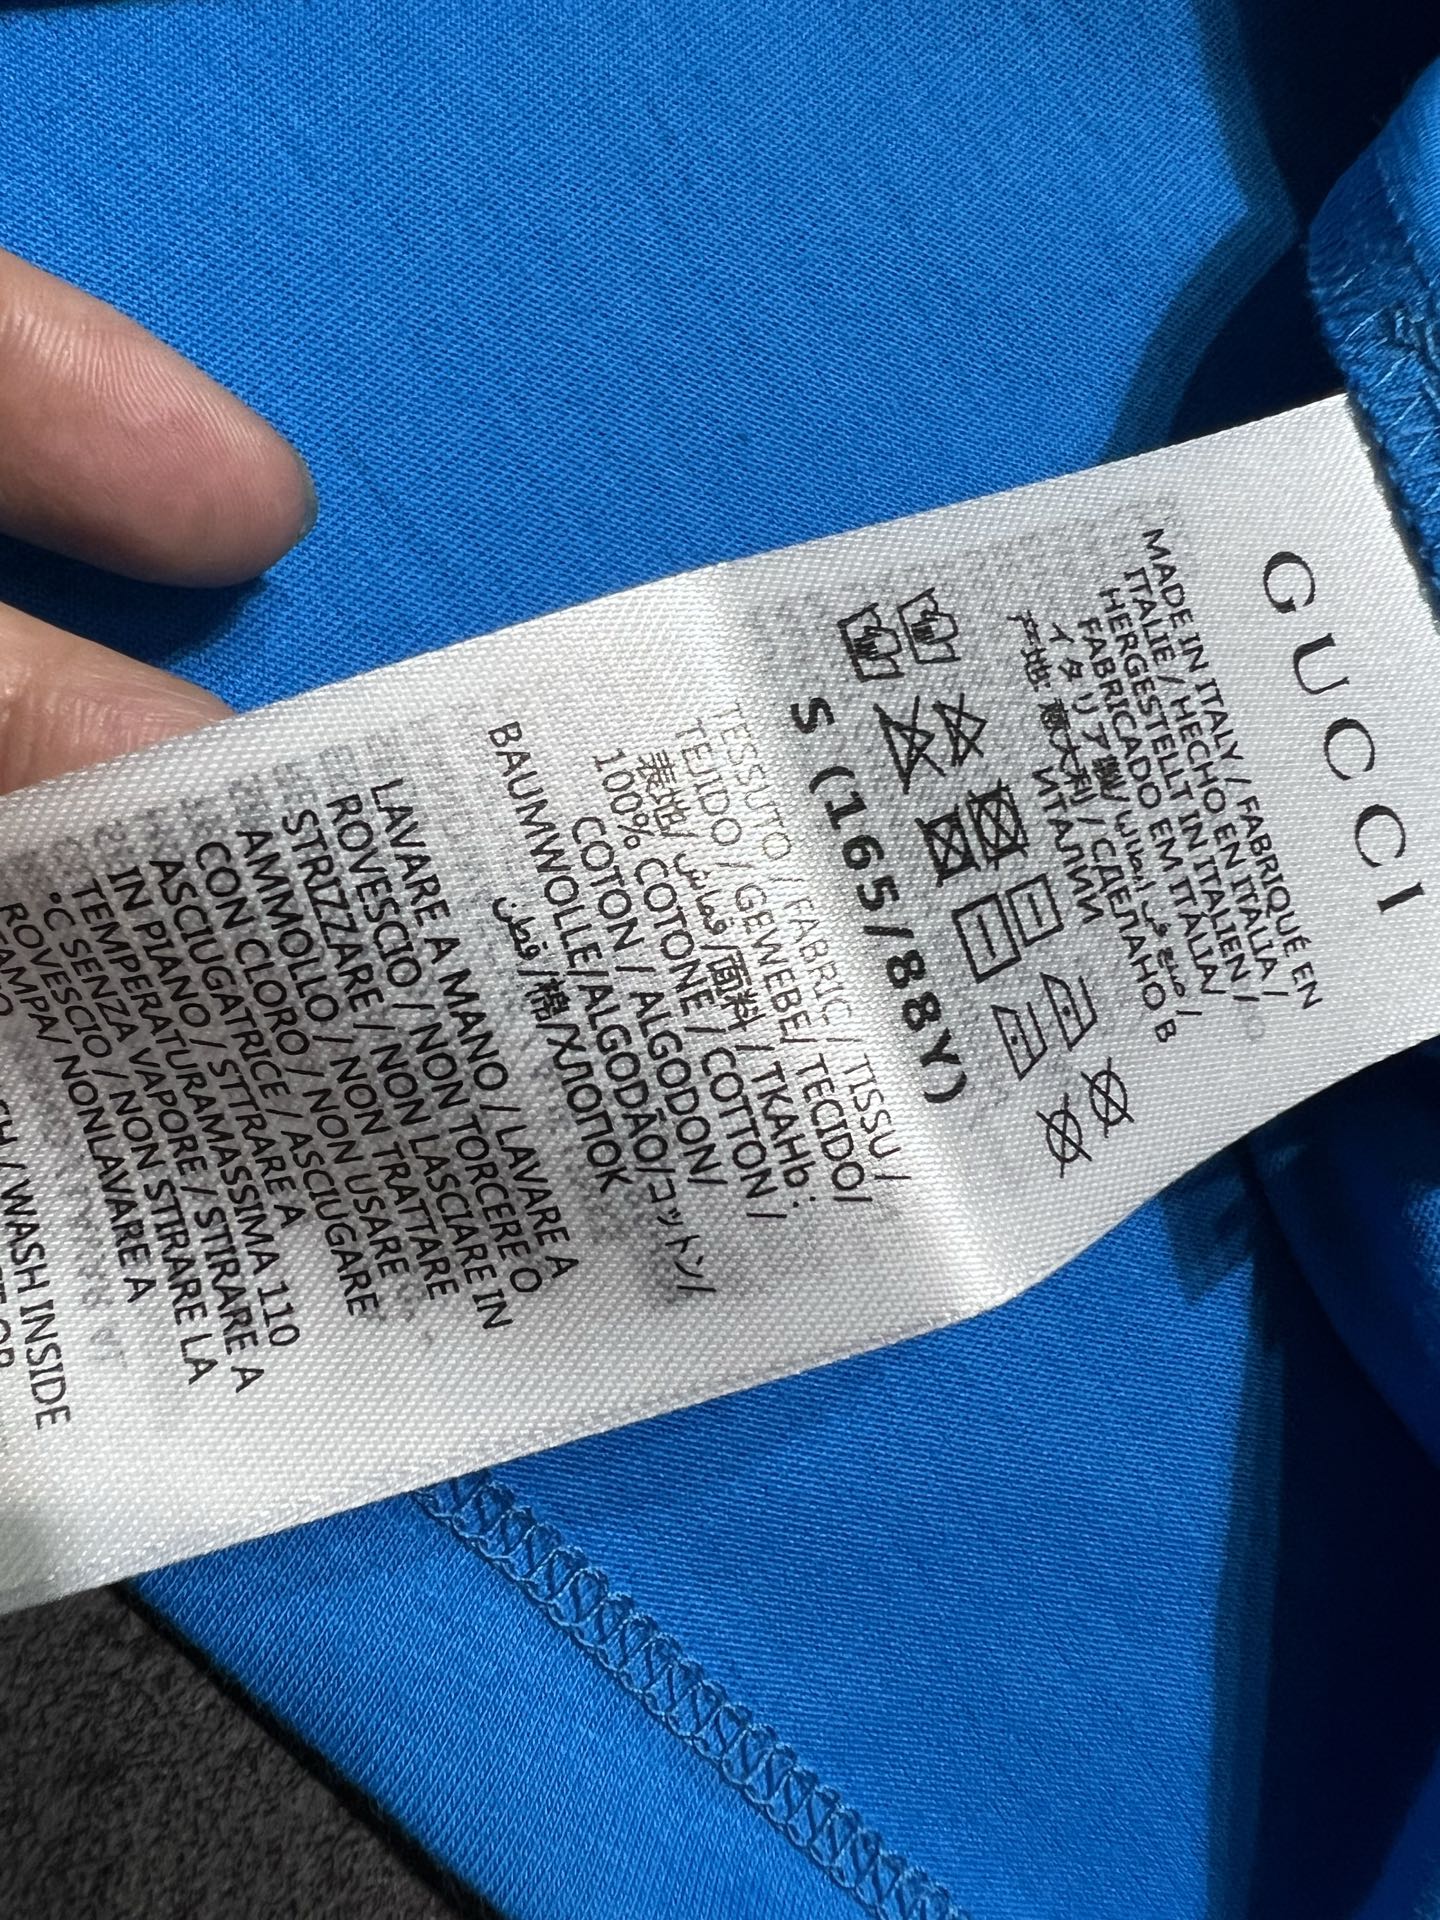 GUCCI
MADE IN ITALY / FABRIQUÉ EN
ITALIE / HECHO EN ITALIA /
HERGESTELLT IN ITALIEN /
FABRICADO EM ITÁLIA/
イタリア製/ صنع في إيطاليا /
产地 意大利 / СДЕЛАНО В
ИТАЛИИ
S (165/88Y)
TESSUTO / FABRIC / TISSU /
TEJIDO / GEWEBE/ TECIDO/
表地/ قماش /面料 / ТКАНЬ:
100% COTONE / COTTON /
COTON / ALGODON/
BAUMWOLLE/ALGODÃO/コットン/
قطن /棉/ХЛОПОК
LAVARE A MANO / LAVARE A
ROVESCIO / NON TORCERE O
STRIZZARE / NON LASCIARE IN
AMMOLLO / NON TRATTARE
CON CLORO / NON USARE
ASCIUGATRICE / ASCIUGARE
IN PIANO / STIRARE A
TEMPERATURAMASSIMA 110
°C SENZA VAPORE / STIRARE A
ROVESCIO / NON STIRARE LA
STAMPA/ NONLAVARE A
WASH INSIDE